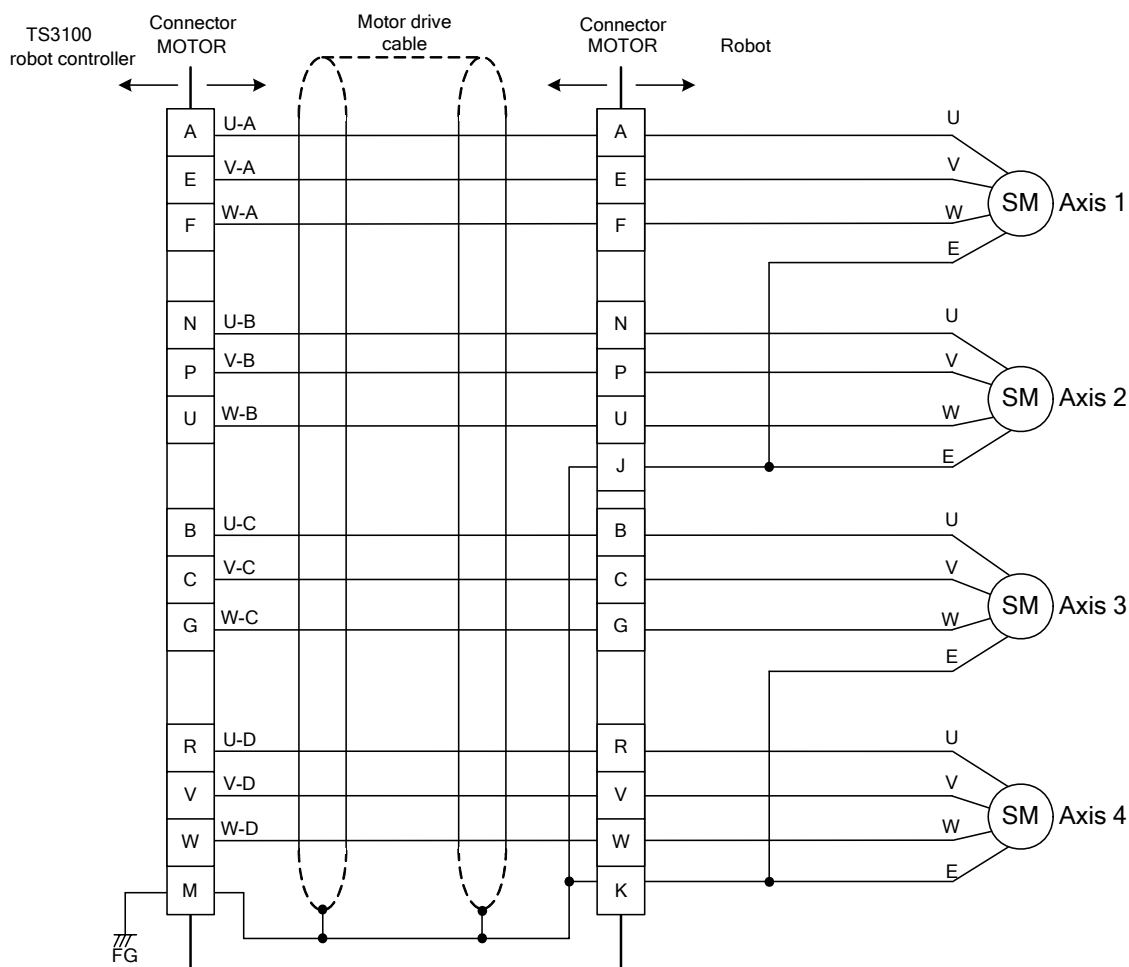 TS3100
robot controller
Connector
MOTOR
Motor drive
cable
Connector
MOTOR
Robot
A
U-A
A
U
E
V-A
E
V
F
W-A
F
W
E
SM
Axis 1
N
U-B
N
U
P
V-B
P
V
U
W-B
U
W
J
E
SM
Axis 2
B
U-C
B
U
C
V-C
C
V
G
W-C
G
W
E
SM
Axis 3
R
U-D
R
U
V
V-D
V
V
W
W-D
W
W
M
K
E
SM
Axis 4
FG